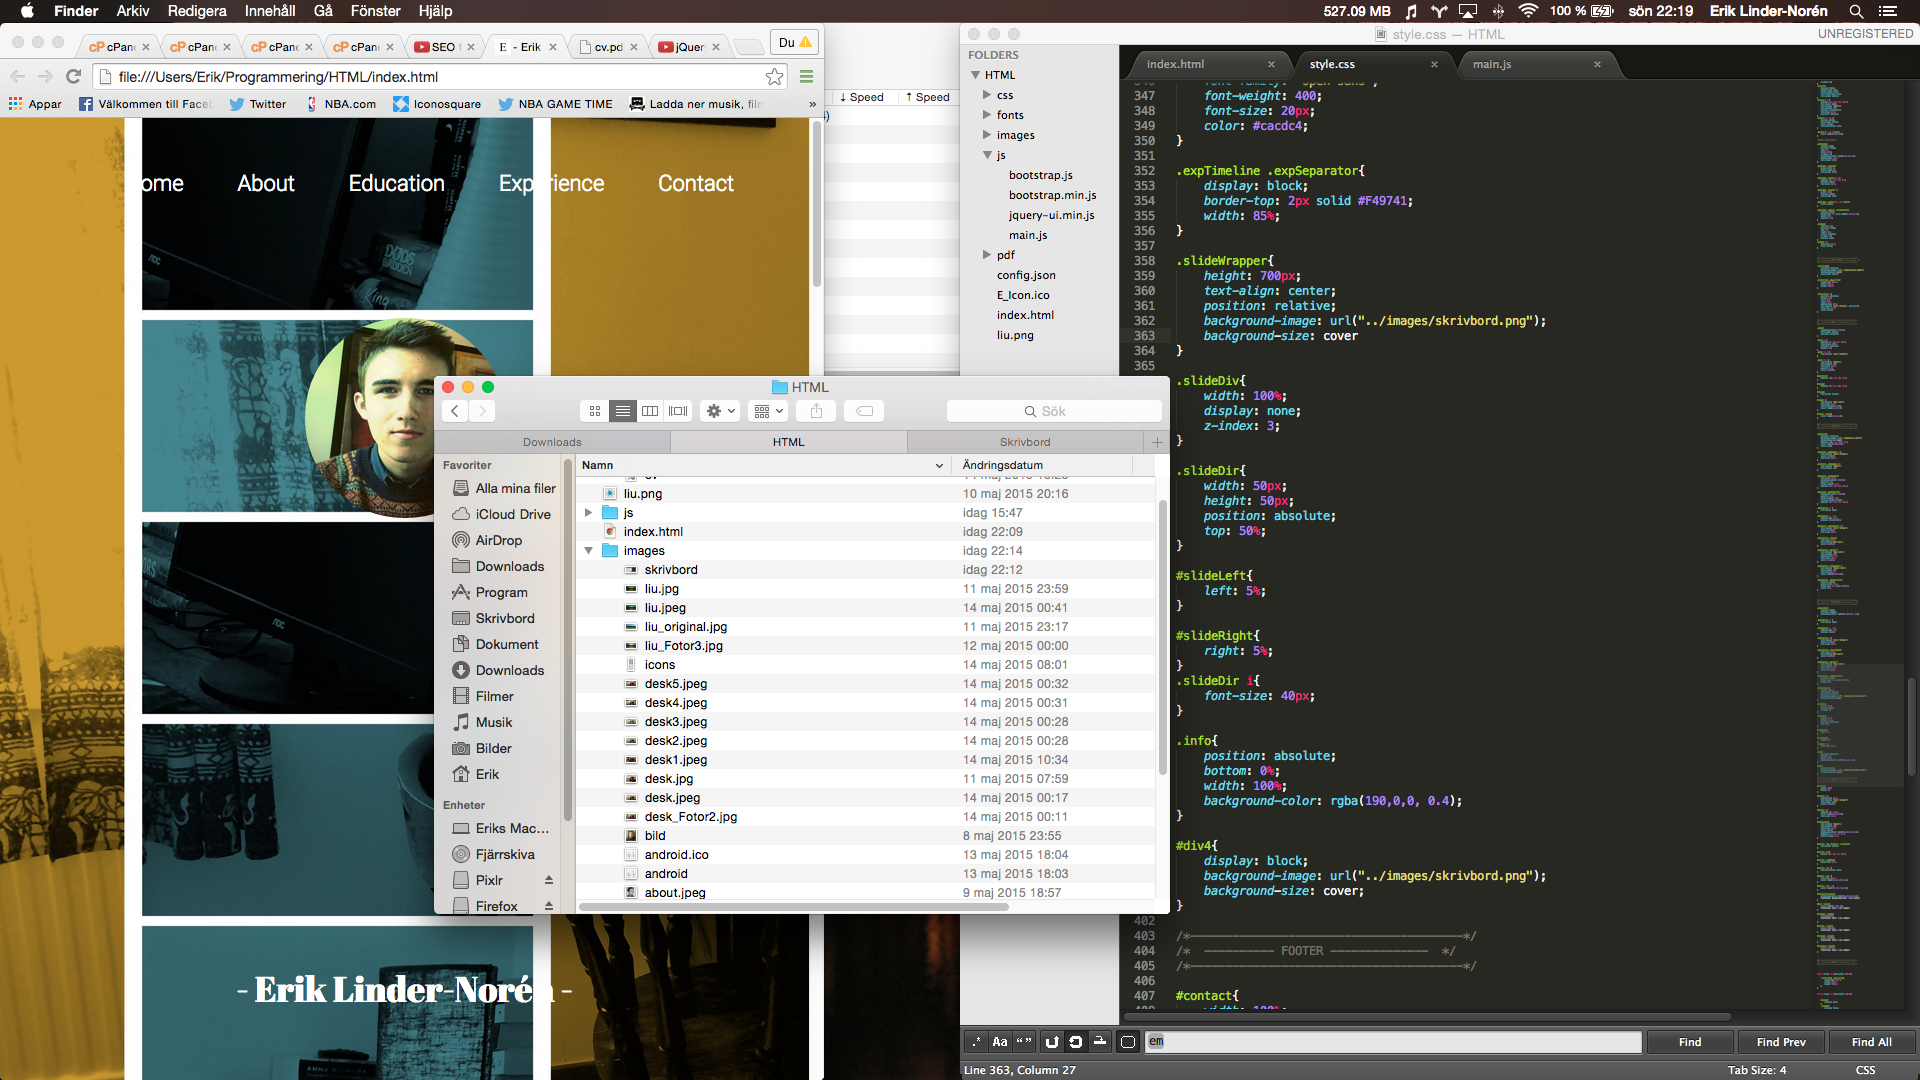 Finder Arkiv Redigera Innehåll Gå Fönster Hjälp 527.09 MB 100 % sön 22:19 Erik Linder-Norén
cP cPane cP cPane cP cPane cP cPane SEO E - Erik cv.pd jQuer Du
file:///Users/Erik/Programmering/HTML/index.html
Appar Välkommen till Face Twitter NBA.com Iconosquare NBA GAME TIME Ladda ner musik, film »
ome About Education Experience Contact
- Erik Linder-Norén -
↓ Speed ↑ Speed
HTML
Sök
Downloads HTML Skrivbord
Favoriter
Alla mina filer
iCloud Drive
AirDrop
Downloads
Program
Skrivbord
Dokument
Downloads
Filmer
Musik
Bilder
Erik
Enheter
Eriks Mac...
Fjärrskiva
Pixlr
Firefox
Namn Ändringsdatum
liu.png 10 maj 2015 20:16
js idag 15:47
index.html idag 22:09
images idag 22:14
skrivbord idag 22:12
liu.jpg 11 maj 2015 23:59
liu.jpeg 14 maj 2015 00:41
liu_original.jpg 11 maj 2015 23:17
liu_Fotor3.jpg 12 maj 2015 00:00
icons 14 maj 2015 08:01
desk5.jpeg 14 maj 2015 00:32
desk4.jpeg 14 maj 2015 00:31
desk3.jpeg 14 maj 2015 00:28
desk2.jpeg 14 maj 2015 00:28
desk1.jpeg 14 maj 2015 10:34
desk.jpg 11 maj 2015 07:59
desk.jpeg 14 maj 2015 00:17
desk_Fotor2.jpg 14 maj 2015 00:11
bild 8 maj 2015 23:55
android.ico 13 maj 2015 18:04
android 13 maj 2015 18:03
about.jpeg 9 maj 2015 18:57
style.css — HTML UNREGISTERED
FOLDERS
HTML
css
fonts
images
js
bootstrap.js
bootstrap.min.js
jquery-ui.min.js
main.js
pdf
config.json
E_Icon.ico
index.html
liu.png
index.html style.css main.js
347 font-weight: 400;
348 font-size: 20px;
349 color: #cacdc4;
350 }
351
352 .expTimeline .expSeparator{
353 display: block;
354 border-top: 2px solid #F49741;
355 width: 85%;
356 }
357
358 .slideWrapper{
359 height: 700px;
360 text-align: center;
361 position: relative;
362 background-image: url("../images/skrivbord.png");
363 background-size: cover
364 }
365
.slideDiv{
width: 100%;
display: none;
z-index: 3;
}
.slideDir{
width: 50px;
height: 50px;
position: absolute;
top: 50%;
}
#slideLeft{
left: 5%;
}
#slideRight{
right: 5%;
}
.slideDir i{
font-size: 40px;
}
.info{
position: absolute;
bottom: 0%;
width: 100%;
background-color: rgba(190,0,0, 0.4);
}
#div4{
display: block;
background-image: url("../images/skrivbord.png");
background-size: cover;
}
402
403 /*---------------------------------------*/
404 /* ---------- FOOTER -------------- */
405 /*---------------------------------------*/
406
407 #contact{
.* Aa “ ” em Find Find Prev Find All
Line 363, Column 27 Tab Size: 4 CSS